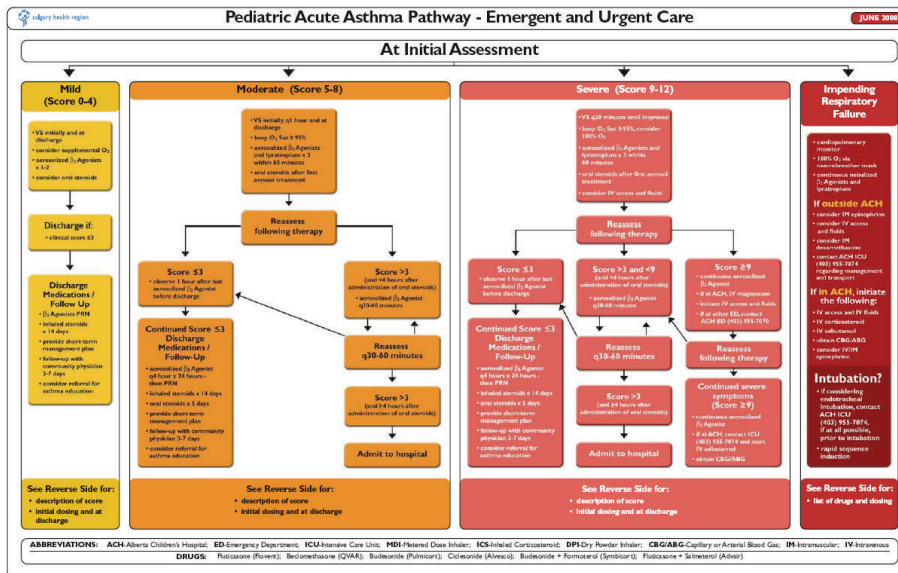 calgary health region
Pediatric Acute Asthma Pathway - Emergent and Urgent Care
JUNE 2008
At Initial Assessment
Mild
(Score 0-4)
• VS initially and at
discharge
• consider supplemental O2
• aerosolized β2 Agonists
x 1-2
• consider oral steroids
Discharge if:
• clinical score ≤3
Discharge
Medications /
Follow Up
• β2 Agonists PRN
• inhaled steroids
x 14 days
• provide short-term
management plan
• follow-up with
community physician
3-7 days
• consider referral for
asthma education
See Reverse Side for:
• description of score
• initial dosing and at
discharge
Moderate (Score 5-8)
• VS initially, q1 hour and at
discharge
• keep O2 Sat ≥ 95%
• aerosolized β2 Agonists
and Ipratropium x 3
within 60 minutes
• oral steroids after first
aerosol treatment
Reassess
following therapy
Score ≤3
• observe 1 hour after last
aerosolized β2 Agonist
before discharge
Continued Score ≤3
Discharge
Medications /
Follow-Up
• aerosolized β2 Agonist
q4 hours x 24 hours -
then PRN
• inhaled steroids x 14 days
• oral steroids x 5 days
• provide short-term
management plan
• follow-up with community
physician 3-7 days
• consider referral for
asthma education
Score >3
(and <4 hours after
administration of oral steroids)
• aerosolized β2 Agonist
q30-60 minutes
Reassess
q30-60 minutes
Score >3
(and ≥4 hours after
administration of oral steroids)
Admit to hospital
See Reverse Side for:
• description of score
• initial dosing and at discharge
Severe (Score 9-12)
• VS q20 minutes until improved
• keep O2 Sat ≥95%, consider
100% O2
• aerosolized β2 Agonists and
Ipratropium x 3 within
60 minutes
• oral steroids after first aerosol
treatment
• consider IV access and fluids
Reassess
following therapy
Score ≤3
• observe 1 hour after last
aerosolized β2 Agonist
before discharge
Continued Score ≤3
Discharge
Medications /
Follow-Up
• aerosolized β2 Agonist
q4 hours x 24 hours -
then PRN
• inhaled steroids x 14 days
• oral steroids x 5 days
• provide short-term
management plan
• follow-up with community
physician 3-7 days
• consider referral for
asthma education
Score >3 and <9
(and <4 hours after
administration of oral steroids)
• aerosolized β2 Agonist
q30-60 minutes
Reassess
q30-60 minutes
Score >3
(and ≥4 hours after
administration of oral steroids)
Admit to hospital
Score ≥9
• continuous aerosolized
β2 Agonist
• if at ACH, IV magnesium
• initiate IV access and fluids
• if at other ED, contact
ACH ED (403) 955-7070
Reassess
following therapy
Continued severe
symptoms
(Score ≥9)
• continuous aerosolized
β2 Agonist
• if at ACH, contact ICU
(403) 955-7074 and start
IV salbutamol
• obtain CBG/ABG
See Reverse Side for:
• description of score
• initial dosing and at discharge
Impending
Respiratory
Failure
• cardiopulmonary
monitor
• 100% O2 via
non-rebreather mask
• continuous nebulized
β2 Agonists and
Ipratropium
If outside ACH
• consider IM epinephrine
• consider IV access
and fluids
• consider IM
dexamethasone
• contact ACH ICU
(403) 955-7074
regarding management
and transport
If in ACH, initiate
the following:
• IV access and IV fluids
• IV corticosteroid
• IV salbutamol
• obtain CBG/ABG
• consider IV/IM
epinephrine
Intubation?
• if considering
endotracheal
intubation, contact
ACH ICU
(403) 955-7074,
if at all possible,
prior to intubation
• rapid sequence
induction
See Reverse Side for:
• list of drugs and dosing
ABBREVIATIONS: ACH-Alberta Children's Hospital; ED-Emergency Department; ICU-Intensive Care Unit; MDI-Metered Dose Inhaler; ICS-Inhaled Corticosteroid; DPI-Dry Powder Inhaler; CBG/ABG-Capillary or Arterial Blood Gas; IM-Intramuscular; IV-Intravenous
DRUGS: Fluticasone (Flovent); Beclomethasone (QVAR); Budesonide (Pulmicort); Ciclesonide (Alvesco); Budesonide + Formoterol (Symbicort); Fluticasone + Salmeterol (Advair)